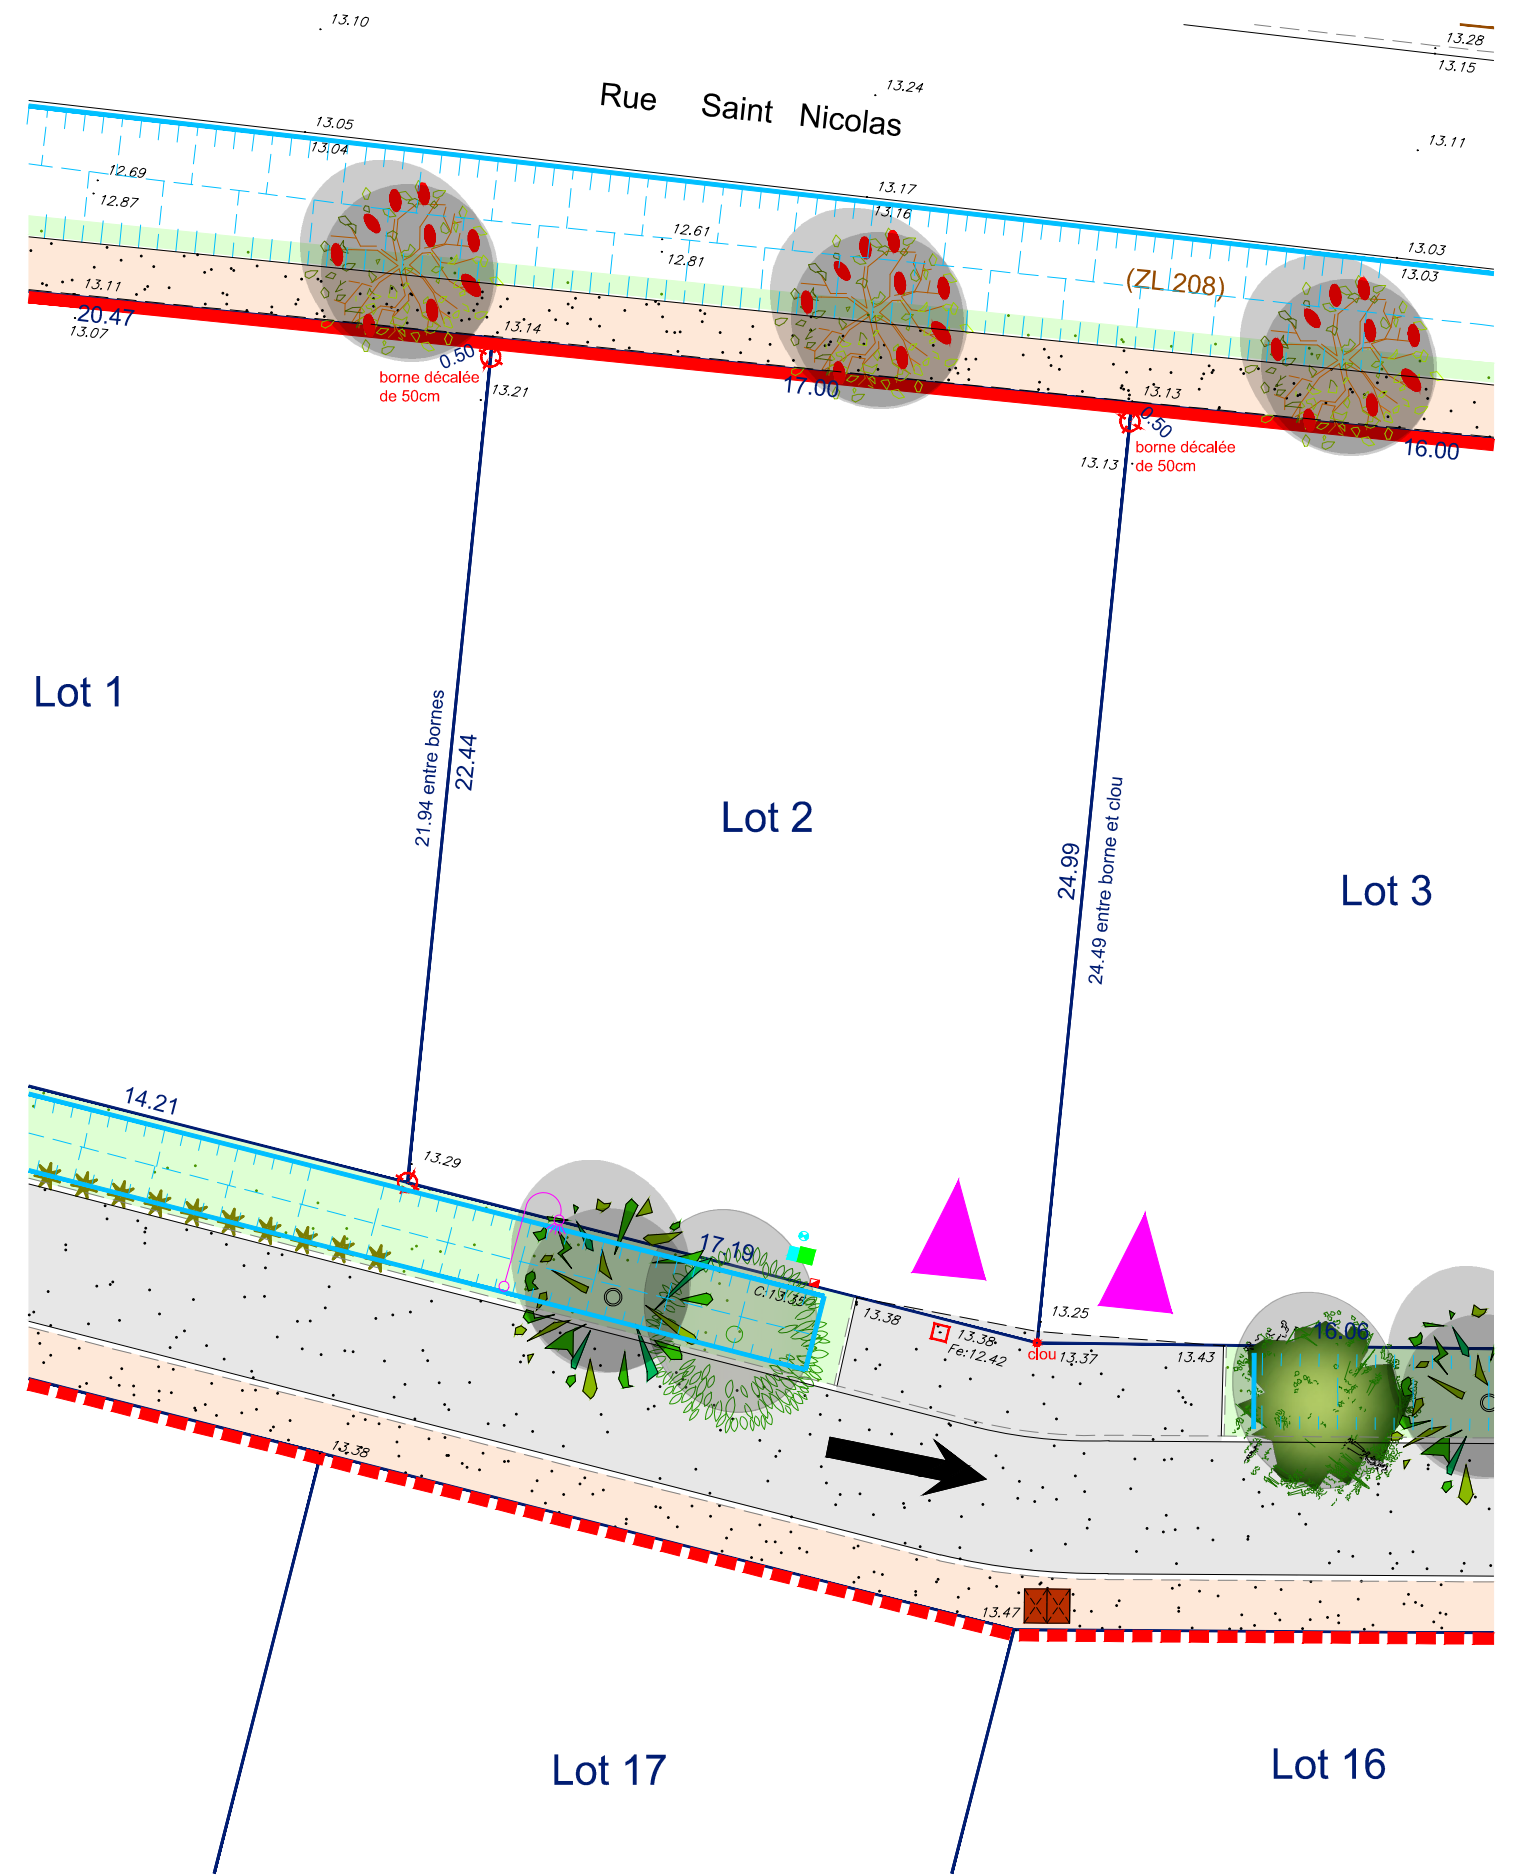 13.10
13.28
13.15
13.24
Rue Saint Nicolas
13.05
13.04
13.11
12.69
12.87
13.17
13.16
12.61
12.81
13.03
13.03
(ZL 208)
13.11
20.47
13.07
13.14
0.50
borne décalée
de 50cm
13.21
17.00
13.13
0.50
borne décalée
de 50cm
13.13
16.00
Lot 1
21.94 entre bornes
22.44
Lot 2
24.99
24.49 entre borne et clou
Lot 3
14.21
13.29
17.19
C:13.35
13.38
13.38
Fe:12.42
13.25
clou
13.37
13.43
16.06
13.38
13.47
Lot 17
Lot 16